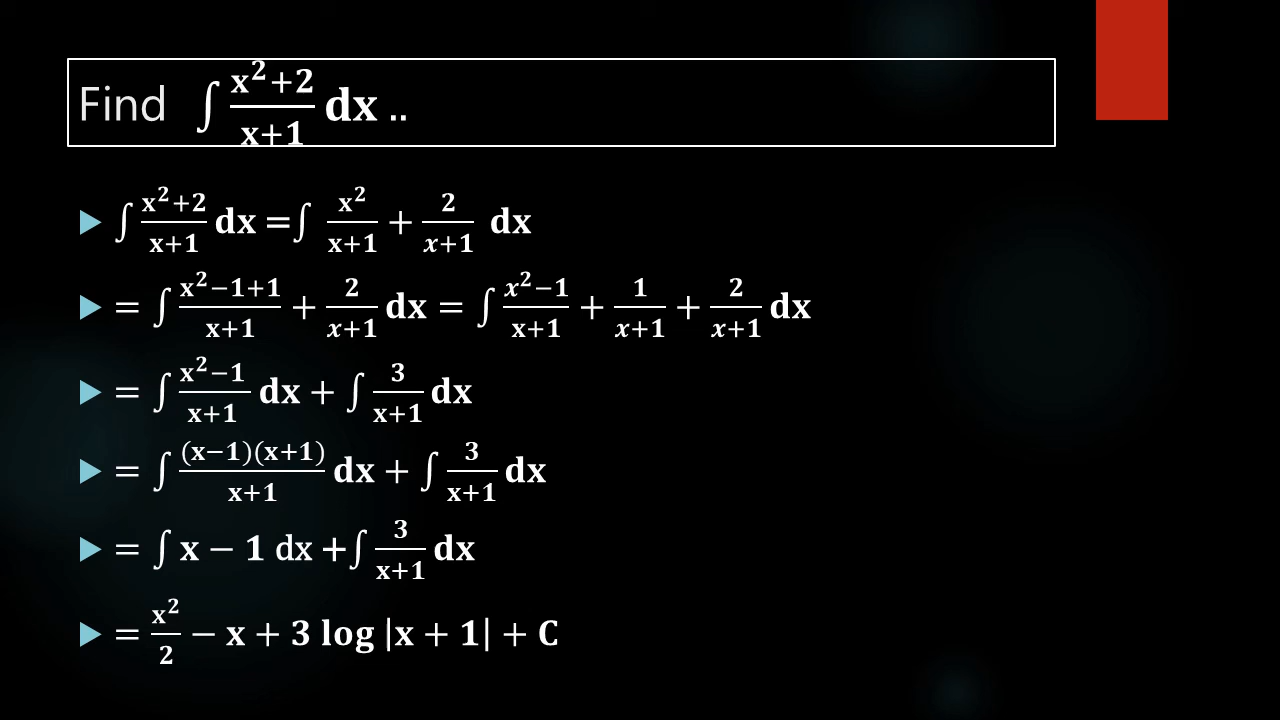 Find ∫ x²+2/x+1 dx ..
∫ x²+2/x+1 dx =∫ x²/x+1 + 2/x+1 dx
= ∫ x²−1+1/x+1 + 2/x+1 dx = ∫ x²−1/x+1 + 1/x+1 + 2/x+1 dx
= ∫ x²−1/x+1 dx + ∫ 3/x+1 dx
= ∫ (x−1)(x+1)/x+1 dx + ∫ 3/x+1 dx
= ∫ x − 1 dx +∫ 3/x+1 dx
= x²/2 − x + 3 log |x + 1| + C